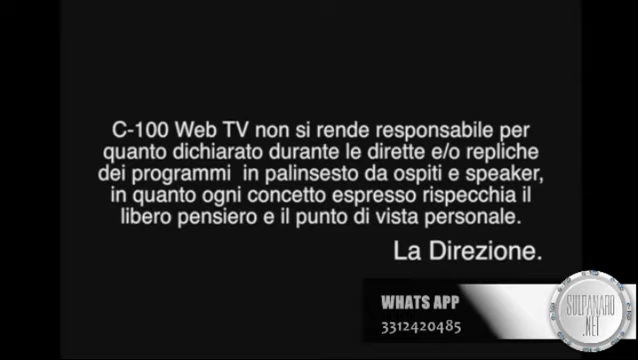 C-100 Web TV non si rende responsabile per
quanto dichiarato durante le dirette e/o repliche
dei programmi in palinsesto da ospiti e speaker,
in quanto ogni concetto espresso rispecchia il
libero pensiero e il punto di vista personale.
La Direzione.
WHATS APP
3312420485
SULPANARO
.NET